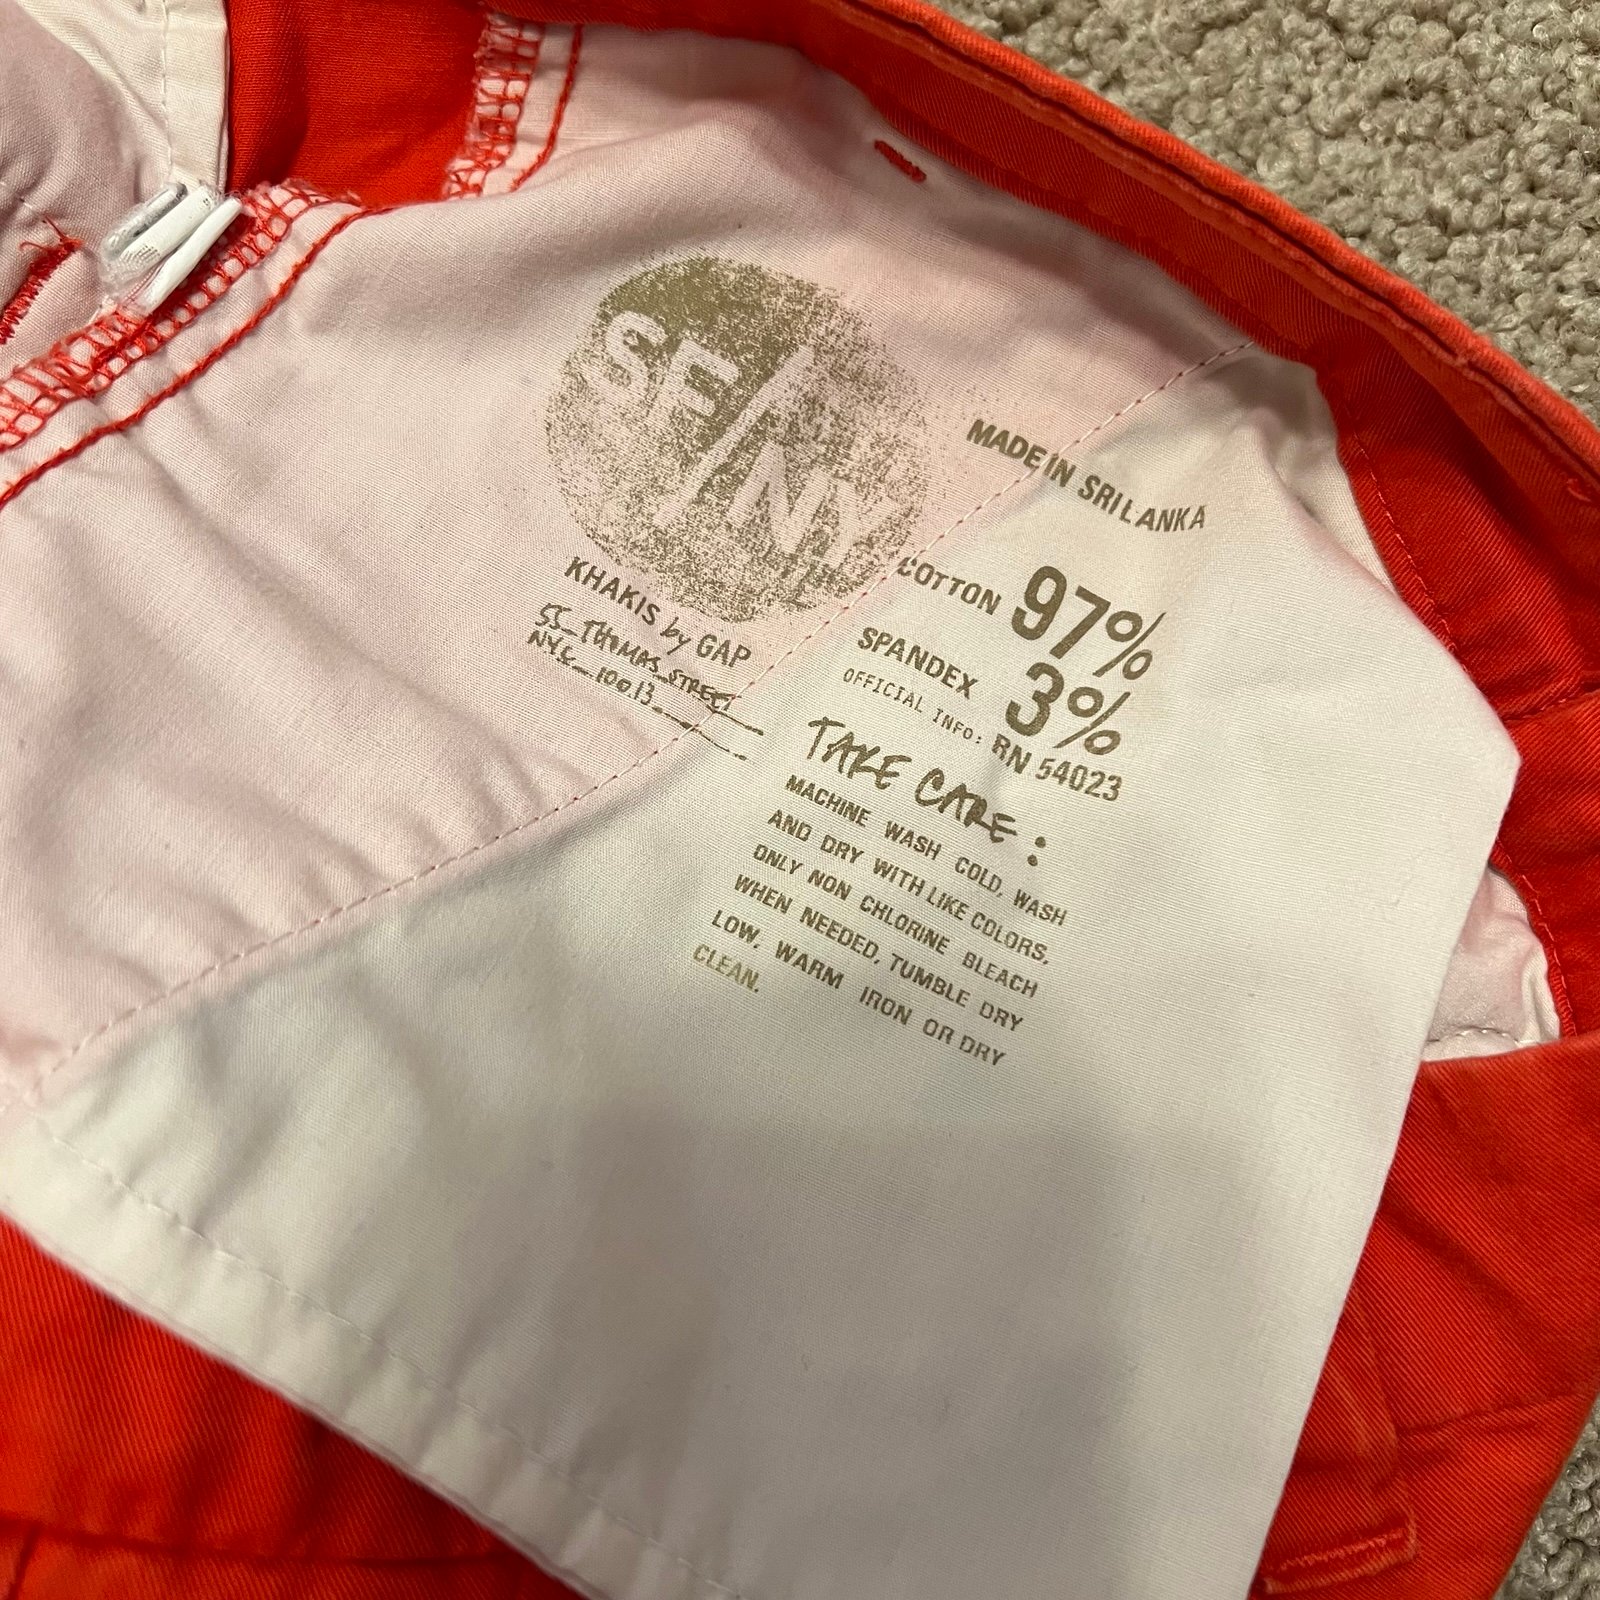 SF/NY
KHAKIS by GAP
55_THOMAS_STREET
NYC_10013
MADE IN SRI LANKA
COTTON 97%
SPANDEX 3%
OFFICIAL INFO: RN 54023
TAKE CARE:
MACHINE WASH COLD, WASH
AND DRY WITH LIKE COLORS,
ONLY NON CHLORINE BLEACH
WHEN NEEDED, TUMBLE DRY
LOW, WARM IRON OR DRY
CLEAN.